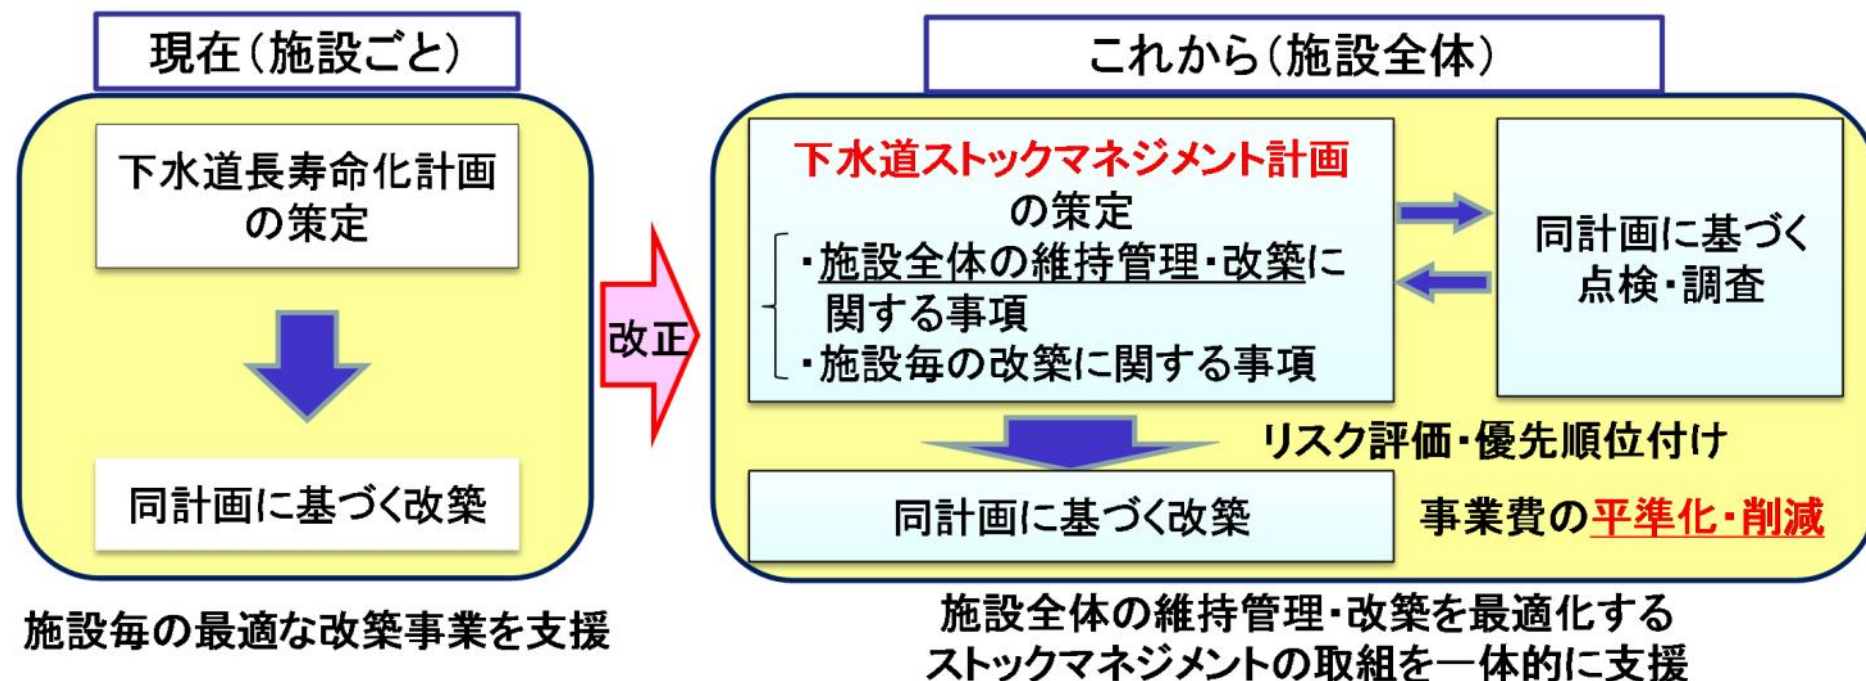 現在(施設ごと)
下水道長寿命化計画
の策定
同計画に基づく改築
施設毎の最適な改築事業を支援
改正
これから(施設全体)
下水道ストックマネジメント計画
の策定
・施設全体の維持管理・改築に
関する事項
・施設毎の改築に関する事項
同計画に基づく
点検・調査
リスク評価・優先順位付け
同計画に基づく改築
事業費の平準化・削減
施設全体の維持管理・改築を最適化する
ストックマネジメントの取組を一体的に支援